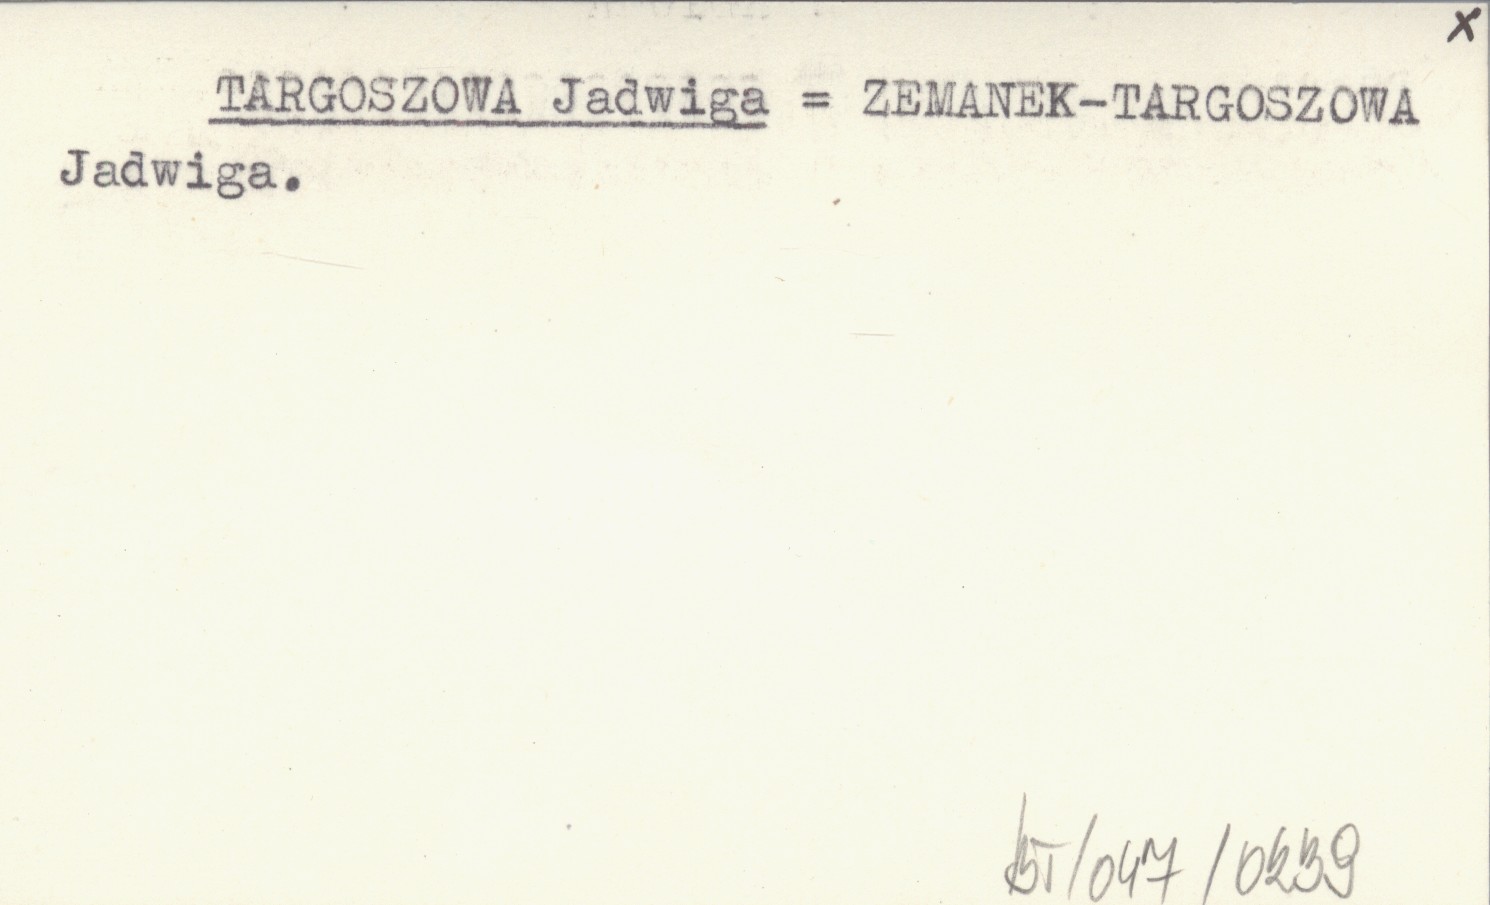 x
TARGOSZOWA Jadwiga = ZEMANEK-TARGOSZOWA
Jadwiga.
/047/0239